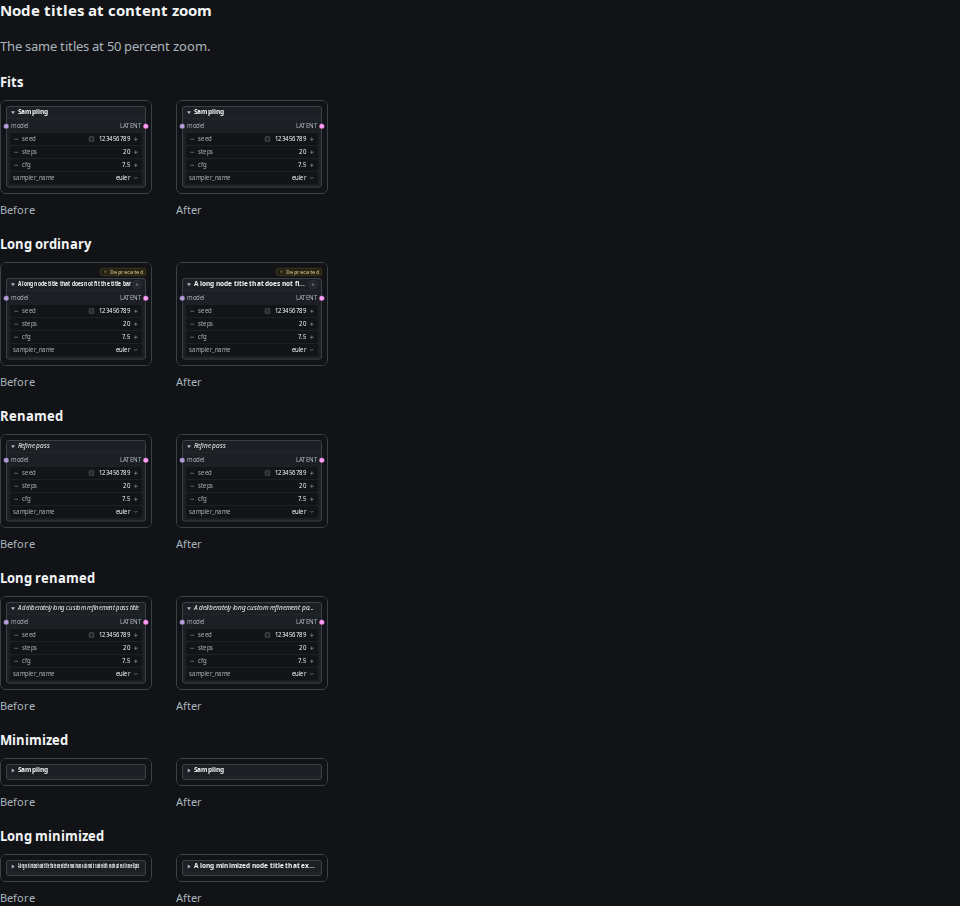 Node titles at content zoom
The same titles at 50 percent zoom.
Fits
Sampling
model LATENT
seed 123456789
steps 20
cfg 7.5
sampler_name euler
Before
Sampling
model LATENT
seed 123456789
steps 20
cfg 7.5
sampler_name euler
After
Long ordinary
Deprecated
A long node title that does not fit the title bar
model LATENT
seed 123456789
steps 20
cfg 7.5
sampler_name euler
Before
Deprecated
A long node title that does not fi...
model LATENT
seed 123456789
steps 20
cfg 7.5
sampler_name euler
After
Renamed
Refine pass
model LATENT
seed 123456789
steps 20
cfg 7.5
sampler_name euler
Before
Refine pass
model LATENT
seed 123456789
steps 20
cfg 7.5
sampler_name euler
After
Long renamed
A deliberately long custom refinement pass title
model LATENT
seed 123456789
steps 20
cfg 7.5
sampler_name euler
Before
A deliberately long custom refinement pa...
model LATENT
seed 123456789
steps 20
cfg 7.5
sampler_name euler
After
Minimized
Sampling
Before
Sampling
After
Long minimized
Before
A long minimized node title that ex...
After